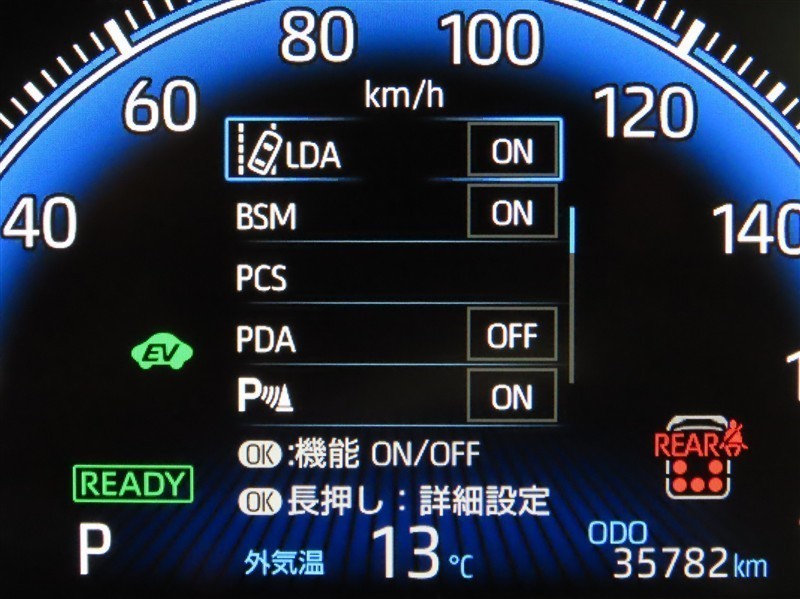 80 100
60 km/h 120
40 140
LDA ON
BSM ON
PCS
PDA OFF
EV
P ON
REAR
OK:機能 ON/OFF
READY
OK長押し:詳細設定
P
外気温 13℃
ODO
35782km